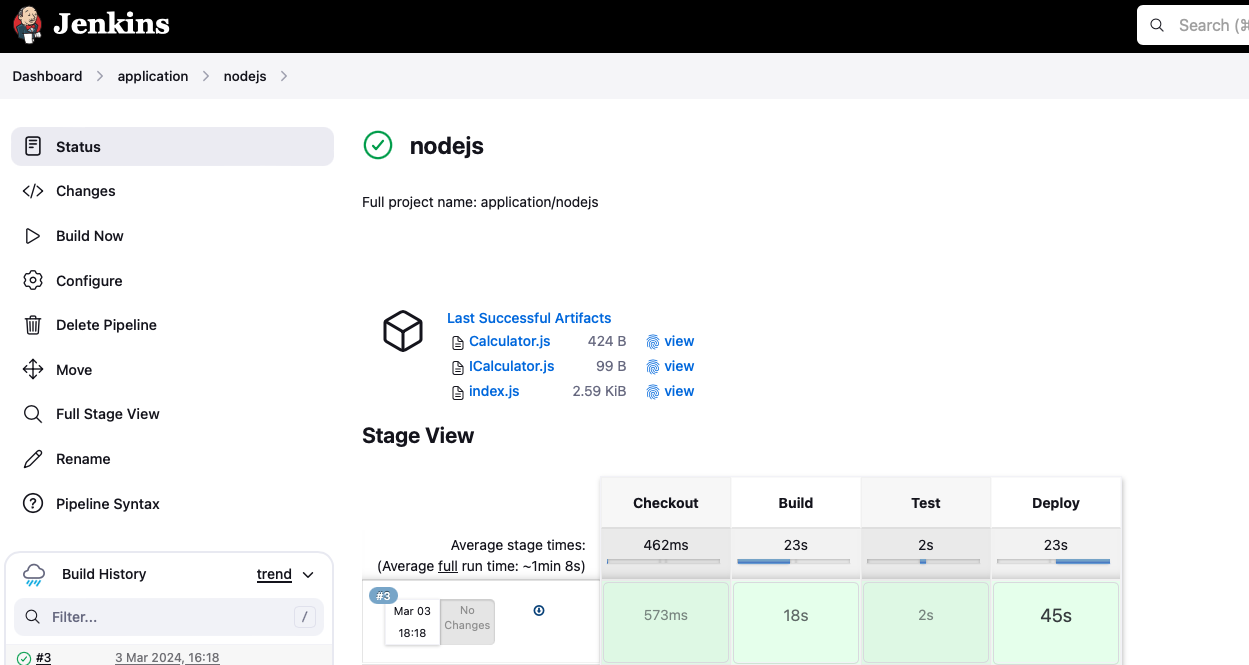 Jenkins
Search (⌘
Dashboard
application
nodejs
Status
Changes
Build Now
Configure
Delete Pipeline
Move
Full Stage View
Rename
Pipeline Syntax
Build History
trend
Filter...
/
#3
3 Mar 2024, 16:18
nodejs
Full project name: application/nodejs
Last Successful Artifacts
Calculator.js 424 B view
ICalculator.js 99 B view
index.js 2.59 KiB view
Stage View
Checkout Build Test Deploy
Average stage times: 462ms 23s 2s 23s
(Average full run time: ~1min 8s)
#3
Mar 03
18:18
No
Changes
573ms 18s 2s 45s